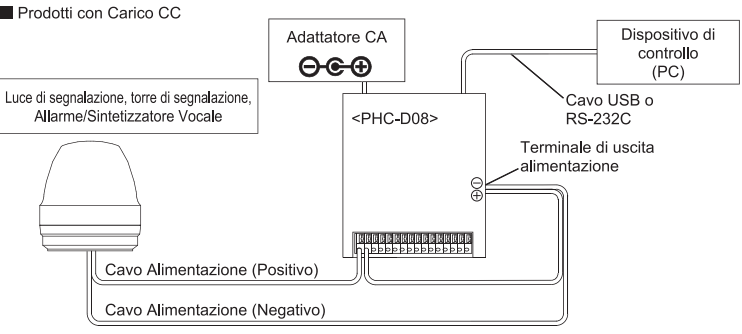 ■ Prodotti con Carico CC
Adattatore CA
Dispositivo di
controllo
(PC)
Luce di segnalazione, torre di segnalazione,
Allarme/Sintetizzatore Vocale
<PHC-D08>
Cavo USB o
RS-232C
Terminale di uscita
alimentazione
Cavo Alimentazione (Positivo)
Cavo Alimentazione (Negativo)